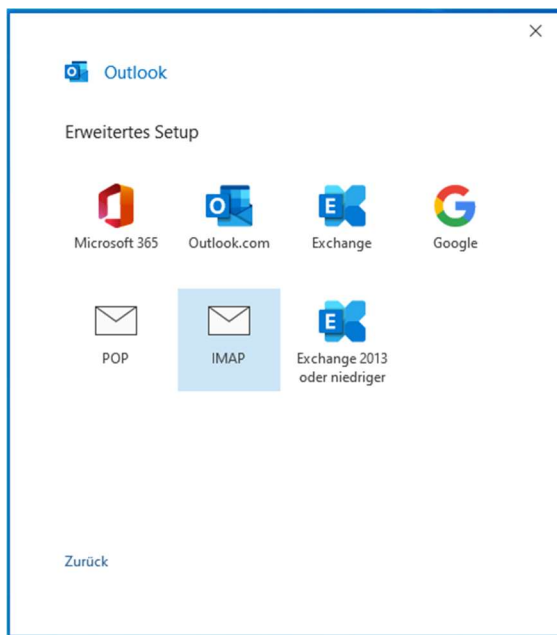 Outlook
Erweitertes Setup
Microsoft 365
Outlook.com
Exchange
Google
POP
IMAP
Exchange 2013
oder niedriger
Zurück